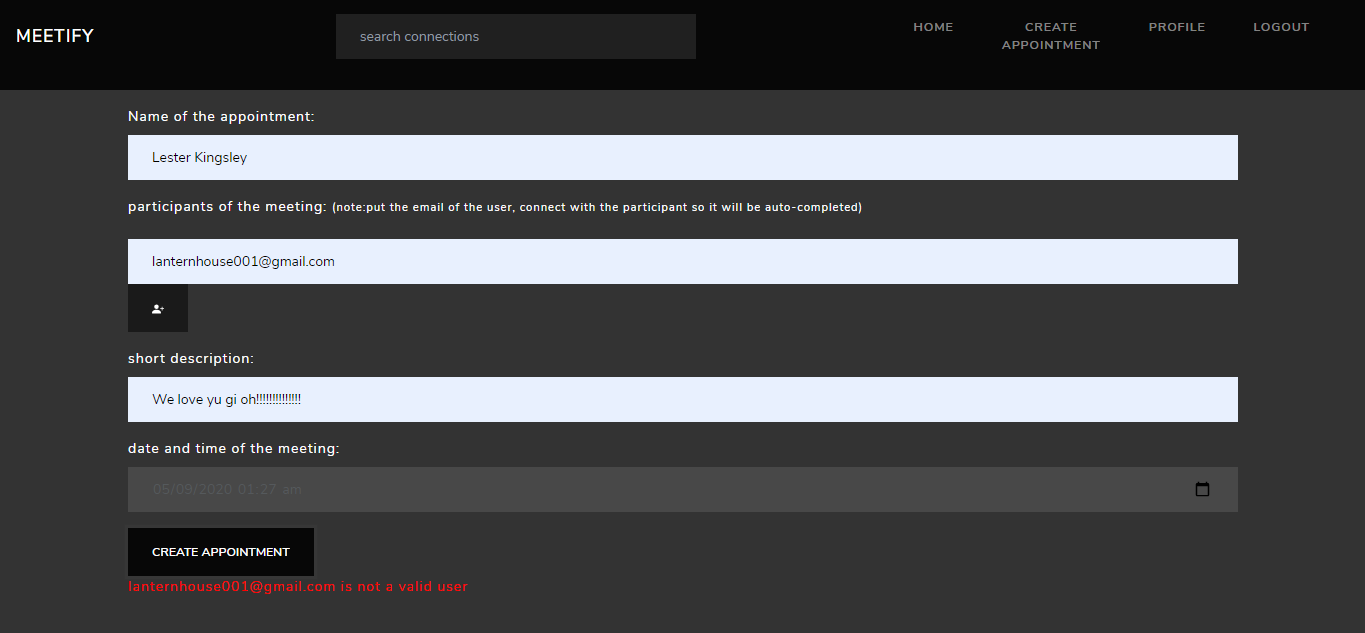 MEETIFY
search connections
HOME
CREATE
APPOINTMENT
PROFILE
LOGOUT
Name of the appointment:
Lester Kingsley
participants of the meeting: (note:put the email of the user, connect with the participant so it will be auto-completed)
lanternhouse001@gmail.com
short description:
We love yu gi oh!!!!!!!!!!!!!!
date and time of the meeting:
05/09/2020 01:27 am
CREATE APPOINTMENT
lanternhouse001@gmail.com is not a valid user